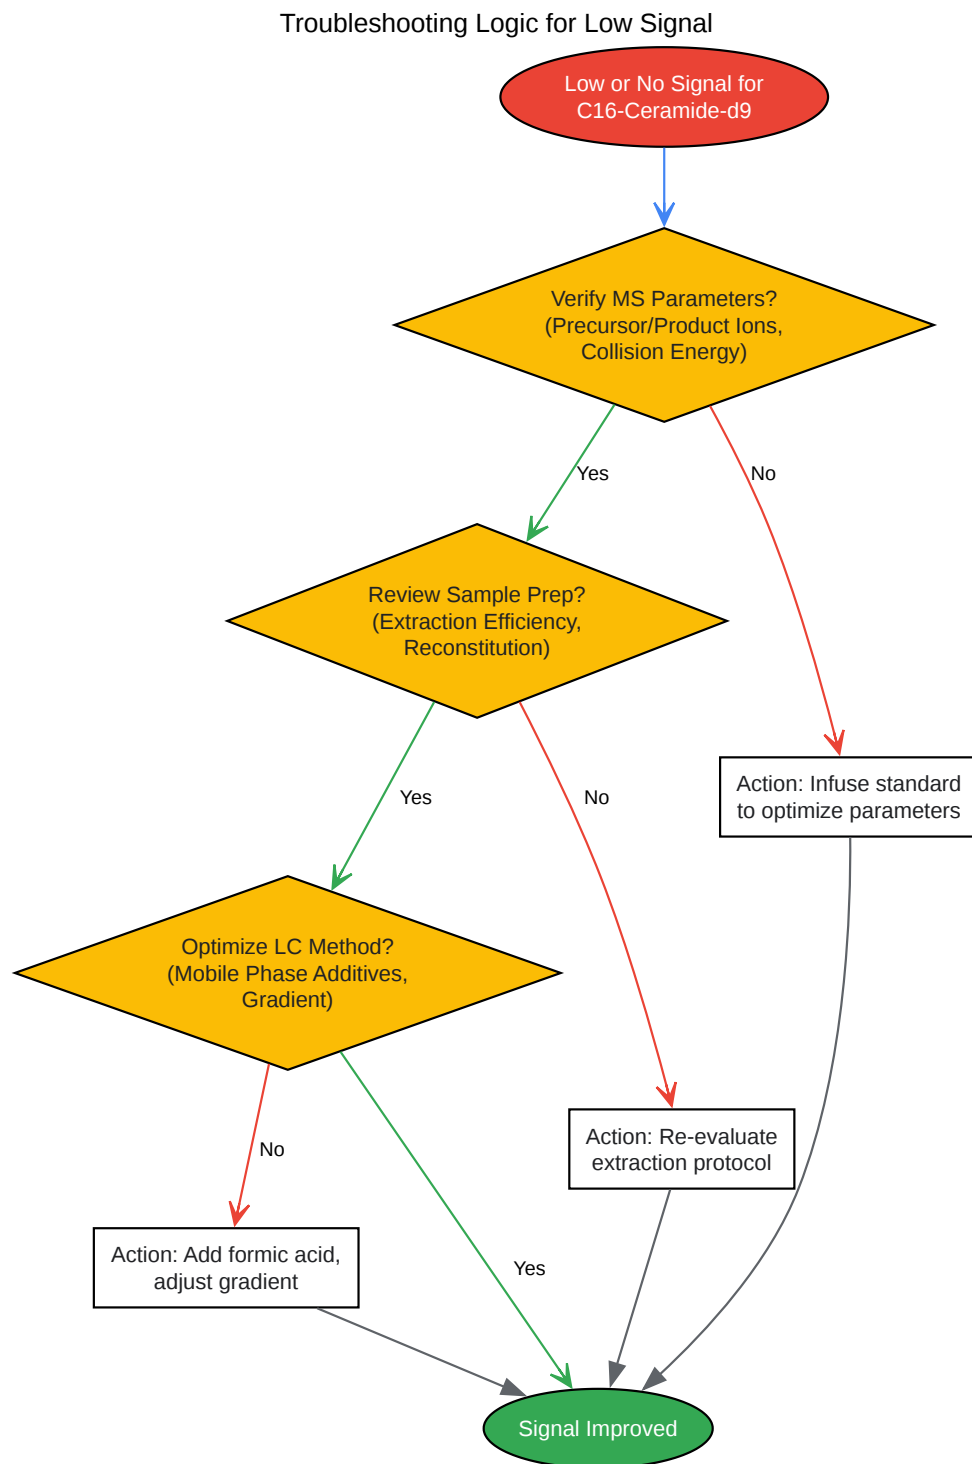 Troubleshooting Logic for Low Signal
Low or No Signal for
C16-Ceramide-d9
Verify MS Parameters?
(Precursor/Product Ions,
Collision Energy)
Yes
No
Review Sample Prep?
(Extraction Efficiency,
Reconstitution)
Yes
No
Action: Infuse standard
to optimize parameters
Optimize LC Method?
(Mobile Phase Additives,
Gradient)
No
Yes
Action: Re-evaluate
extraction protocol
Action: Add formic acid,
adjust gradient
Signal Improved